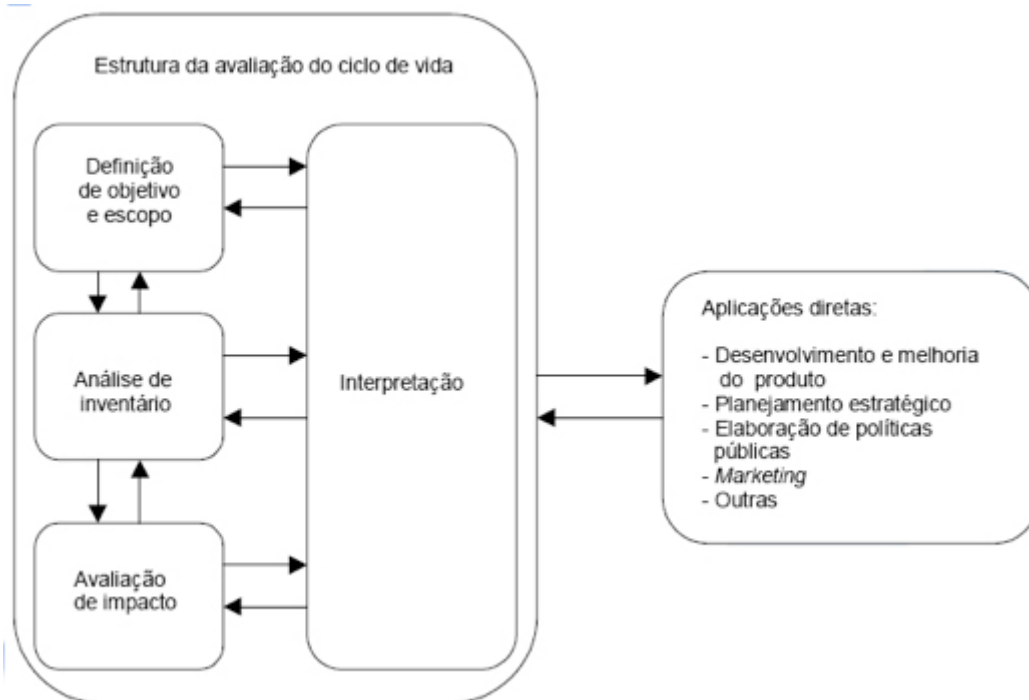 Estrutura da avaliação do ciclo de vida
Definição
de objetivo
e escopo
Análise de
inventário
Avaliação
de impacto
Interpretação
Aplicações diretas:
- Desenvolvimento e melhoria
do produto
- Planejamento estratégico
- Elaboração de políticas
públicas
- Marketing
- Outras